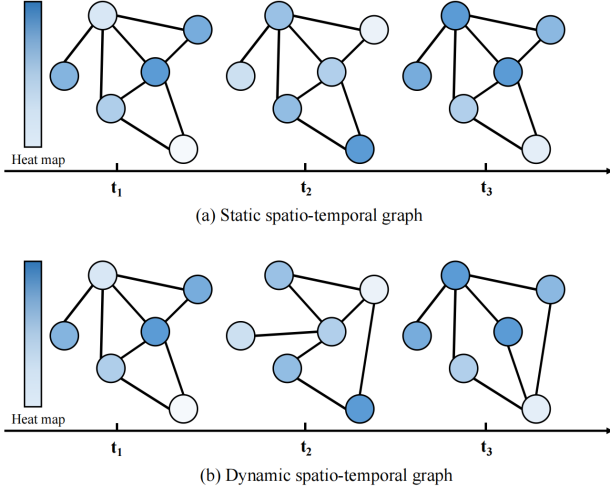 Heat map
t1
t2
t3
(a) Static spatio-temporal graph
Heat map
t1
t2
t3
(b) Dynamic spatio-temporal graph